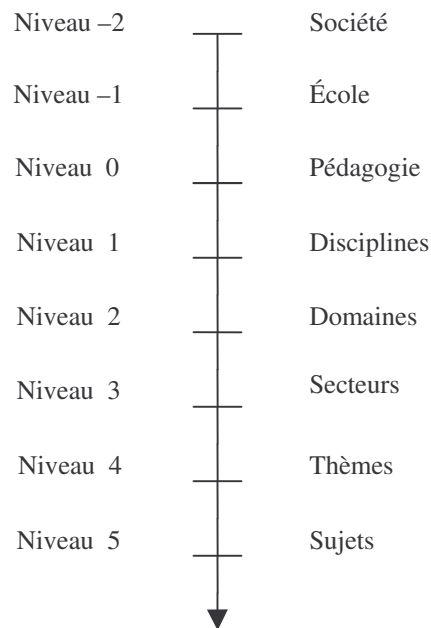 Niveau –2 Société
Niveau –1 École
Niveau 0 Pédagogie
Niveau 1 Disciplines
Niveau 2 Domaines
Niveau 3 Secteurs
Niveau 4 Thèmes
Niveau 5 Sujets